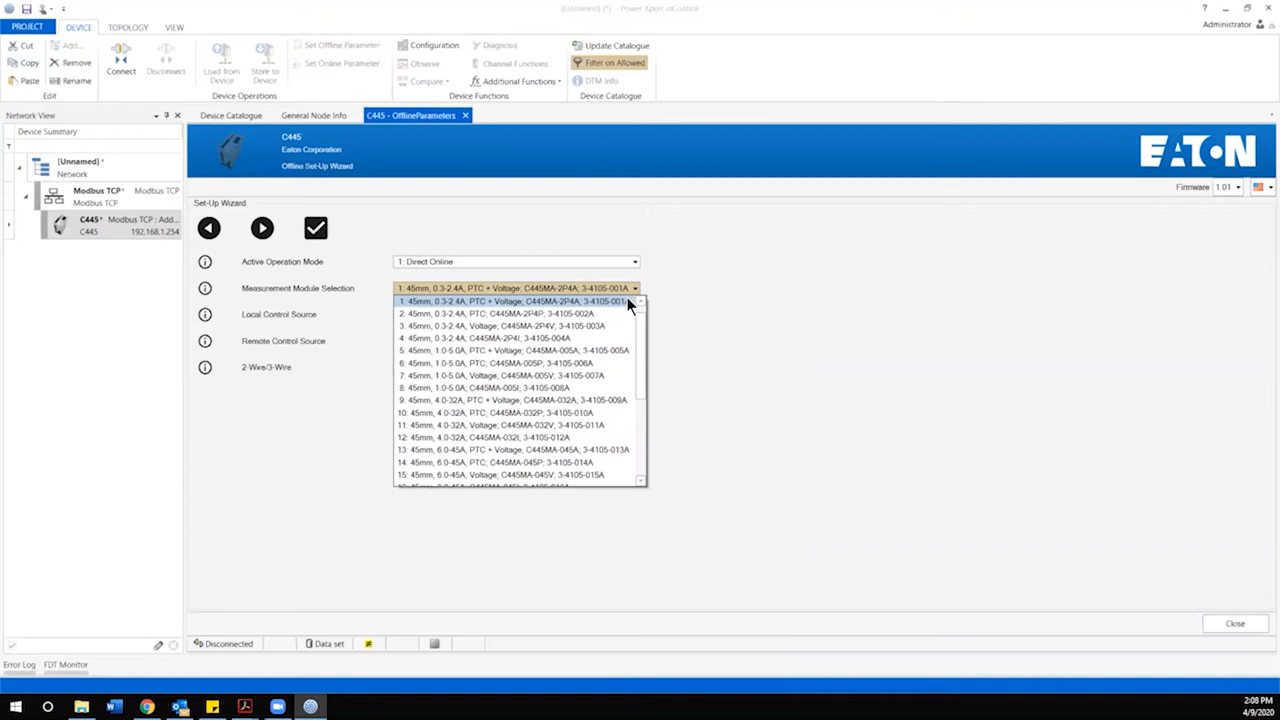 [Unnamed] (*) - Power Xpert inControl
PROJECT DEVICE TOPOLOGY VIEW Administrator
Cut Add... Set Offline Parameter Configuration Diagnosis Update Catalogue
Copy Remove Connect Disconnect Load from Device Store to Device Set Online Parameter Observe Channel Functions Filter on Allowed
Paste Rename Compare Additional Functions DTM Info
Edit Device Operations Device Functions Device Catalogue
Network View Device Catalogue General Node Info C445 - OfflineParameters
Device Summary
C445
Eaton Corporation
Offline Set-Up Wizard
EATON
[Unnamed] *
Network
Modbus TCP* Modbus TCP
Modbus TCP
C445* Modbus TCP : Add...
C445 192.168.1.254
Firmware 1.01
Set-Up Wizard
Active Operation Mode 1: Direct Online
Measurement Module Selection 1: 45mm, 0.3-2.4A, PTC + Voltage; C445MA-2P4A; 3-4105-001A
Local Control Source
Remote Control Source
2-Wire/3-Wire
1: 45mm, 0.3-2.4A, PTC + Voltage; C445MA-2P4A; 3-4105-001A
2: 45mm, 0.3-2.4A, PTC; C445MA-2P4P; 3-4105-002A
3: 45mm, 0.3-2.4A, Voltage; C445MA-2P4V; 3-4105-003A
4: 45mm, 0.3-2.4A; C445MA-2P4I; 3-4105-004A
5: 45mm, 1.0-5.0A, PTC + Voltage; C445MA-005A; 3-4105-005A
6: 45mm, 1.0-5.0A, PTC; C445MA-005P; 3-4105-006A
7: 45mm, 1.0-5.0A, Voltage; C445MA-005V; 3-4105-007A
8: 45mm, 1.0-5.0A; C445MA-005I; 3-4105-008A
9: 45mm, 4.0-32A, PTC + Voltage; C445MA-032A; 3-4105-009A
10: 45mm, 4.0-32A, PTC; C445MA-032P; 3-4105-010A
11: 45mm, 4.0-32A, Voltage; C445MA-032V; 3-4105-011A
12: 45mm, 4.0-32A; C445MA-032I; 3-4105-012A
13: 45mm, 6.0-45A, PTC + Voltage; C445MA-045A; 3-4105-013A
14: 45mm, 6.0-45A, PTC; C445MA-045P; 3-4105-014A
15: 45mm, 6.0-45A, Voltage; C445MA-045V; 3-4105-015A
Close
Disconnected Data set
Error Log FDT Monitor
2:08 PM
4/9/2020